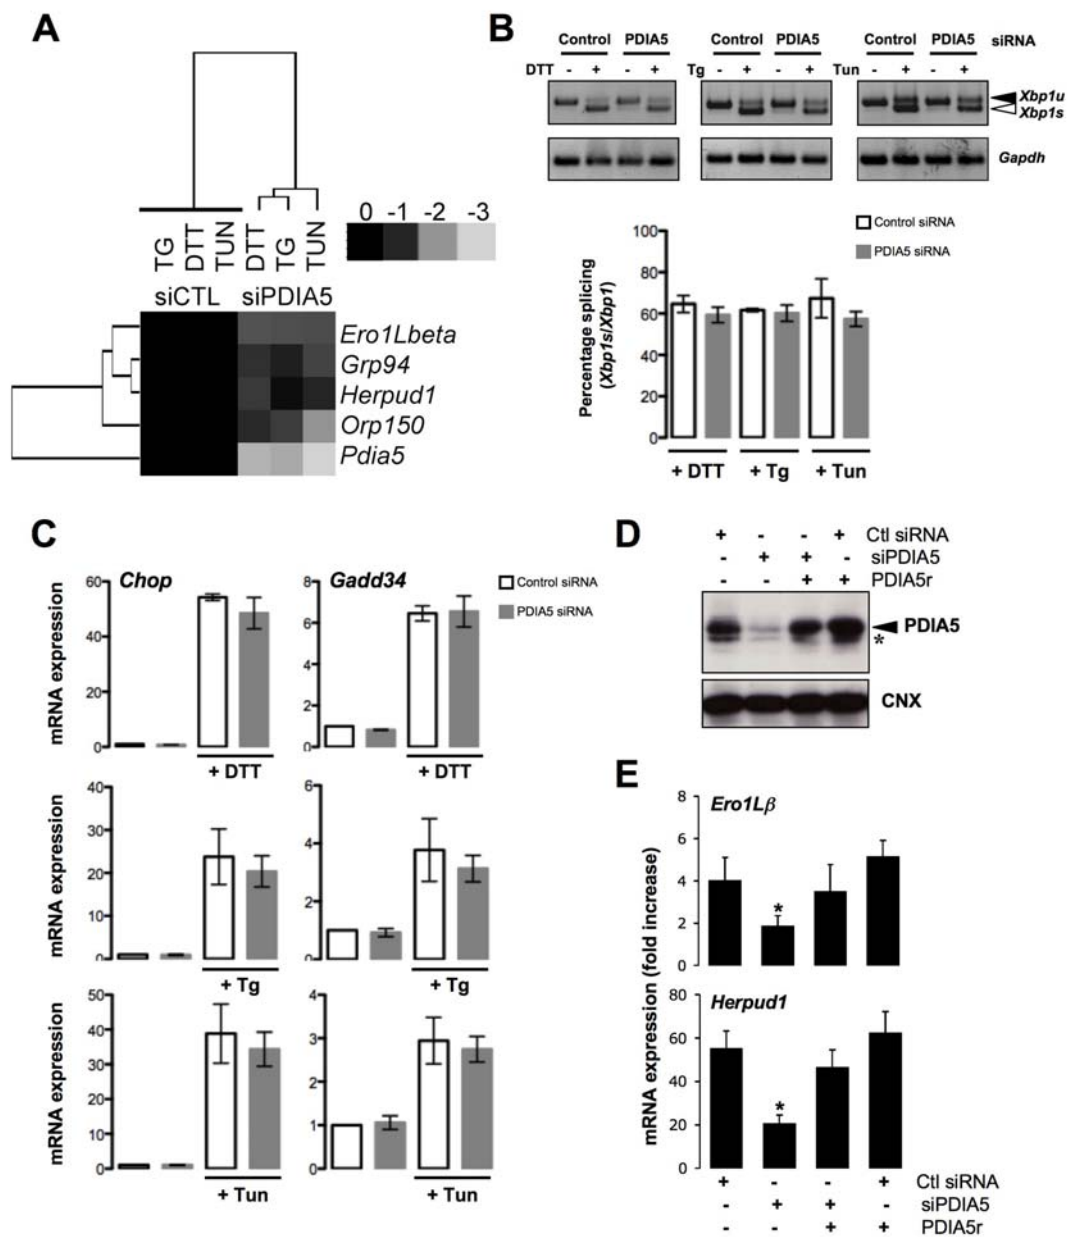 A
0 -1 -2 -3
TG DTT TUN DTT TG TUN
siCTL siPDIA5
Ero1Lbeta
Grp94
Herpud1
Orp150
Pdia5
B
Control PDIA5 Control PDIA5 Control PDIA5 siRNA
DTT - + - + Tg - + - + Tun - + - +
Xbp1u
Xbp1s
Gapdh
Control siRNA
PDIA5 siRNA
Percentage splicing
(Xbp1s/Xbp1)
100
80
60
40
20
0
+ DTT + Tg + Tun
C
Chop
Gadd34
Control siRNA
PDIA5 siRNA
mRNA expression
60
40
20
0
8
6
4
2
0
+ DTT + DTT
mRNA expression
40
30
20
10
0
6
4
2
0
+ Tg + Tg
mRNA expression
50
40
30
20
10
0
4
3
2
1
0
+ Tun + Tun
D
+ - - + Ctl siRNA
- + + - siPDIA5
- - + + PDIA5r
PDIA5
*
CNX
E
mRNA expression (fold increase)
Ero1Lβ
8
6
4
2
0
*
Herpud1
80
60
40
20
0
*
+ - - + Ctl siRNA
- + + - siPDIA5
- - + + PDIA5r